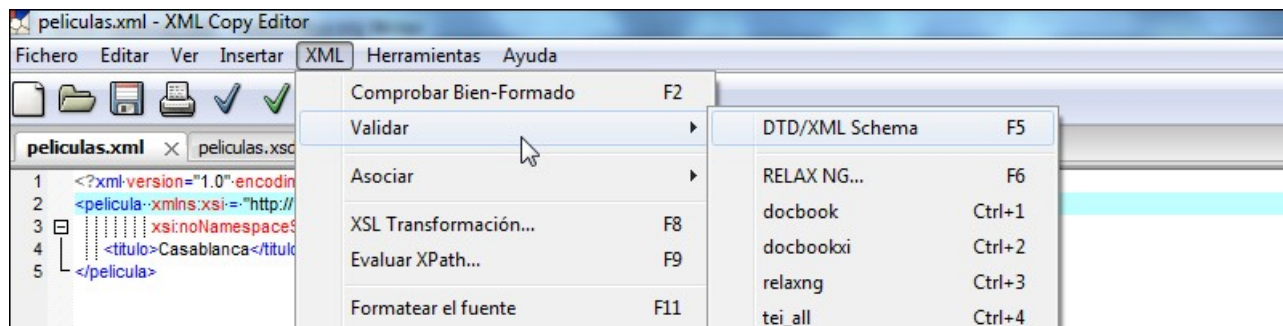 peliculas.xml - XML Copy Editor
Fichero Editar Ver Insertar XML Herramientas Ayuda
Comprobar Bien-Formado F2
Validar
DTD/XML Schema F5
peliculas.xml peliculas.xsd
Asociar
RELAX NG... F6
1 <?xml·version="1.0"·encodin
2 <pelicula··xmlns:xsi·=·"http://
docbook Ctrl+1
3 xsi:noNamespaceS
XSL Transformación... F8
4 <titulo>Casablanca</titulo
docbookxi Ctrl+2
Evaluar XPath... F9
5 </pelicula>
relaxng Ctrl+3
Formatear el fuente F11
tei_all Ctrl+4